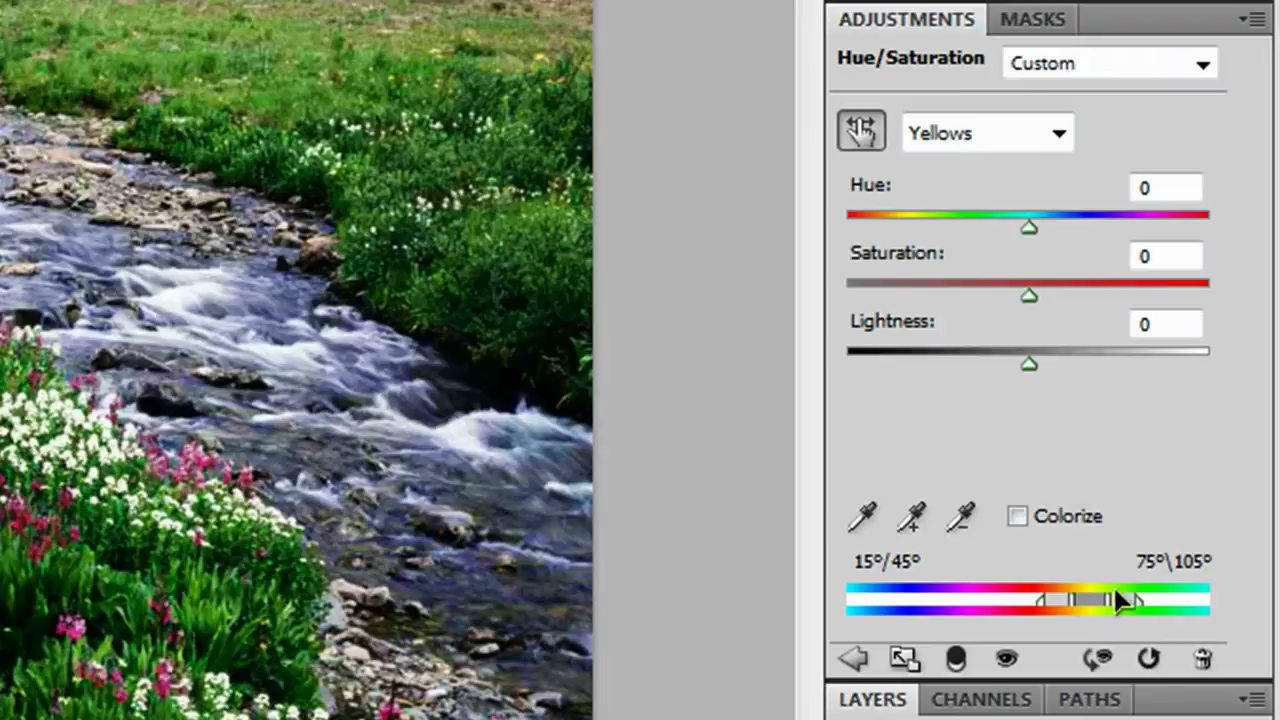 ADJUSTMENTS MASKS
Hue/Saturation Custom
Yellows
Hue: 0
Saturation: 0
Lightness: 0
Colorize
15°/45° 75°\105°
LAYERS CHANNELS PATHS